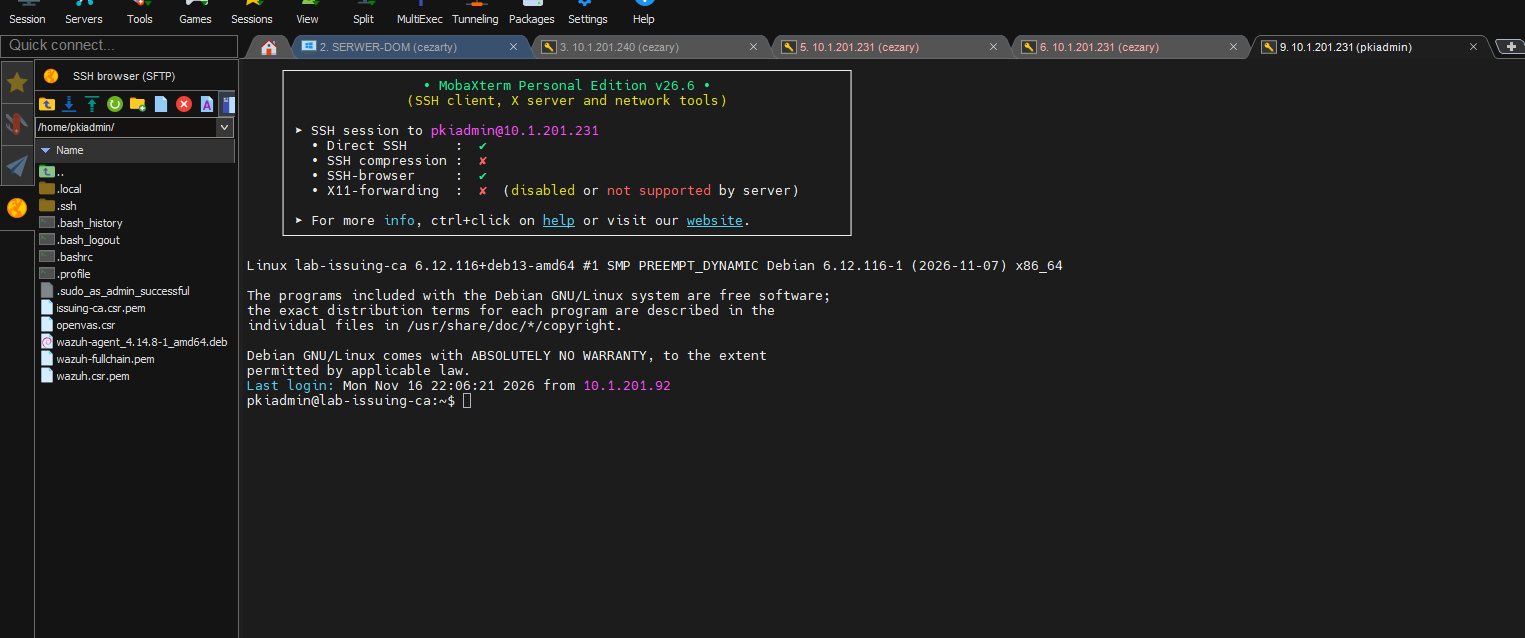 Session Servers Tools Games Sessions View Split MultiExec Tunneling Packages Settings Help
Quick connect...
2. SERWER-DOM (cezarty)
3. 10.1.201.240 (cezary)
5. 10.1.201.231 (cezary)
6. 10.1.201.231 (cezary)
9. 10.1.201.231 (pkiadmin)
SSH browser (SFTP)
/home/pkiadmin/
Name
..
.local
.ssh
.bash_history
.bash_logout
.bashrc
.profile
.sudo_as_admin_successful
issuing-ca.csr.pem
openvas.csr
wazuh-agent_4.14.8-1_amd64.deb
wazuh-fullchain.pem
wazuh.csr.pem
• MobaXterm Personal Edition v26.6 •
(SSH client, X server and network tools)
➤ SSH session to pkiadmin@10.1.201.231
• Direct SSH : ✔
• SSH compression : ✘
• SSH-browser : ✔
• X11-forwarding : ✘ (disabled or not supported by server)
➤ For more info, ctrl+click on help or visit our website.
Linux lab-issuing-ca 6.12.116+deb13-amd64 #1 SMP PREEMPT_DYNAMIC Debian 6.12.116-1 (2026-11-07) x86_64
The programs included with the Debian GNU/Linux system are free software;
the exact distribution terms for each program are described in the
individual files in /usr/share/doc/*/copyright.
Debian GNU/Linux comes with ABSOLUTELY NO WARRANTY, to the extent
permitted by applicable law.
Last login: Mon Nov 16 22:06:21 2026 from 10.1.201.92
pkiadmin@lab-issuing-ca:~$